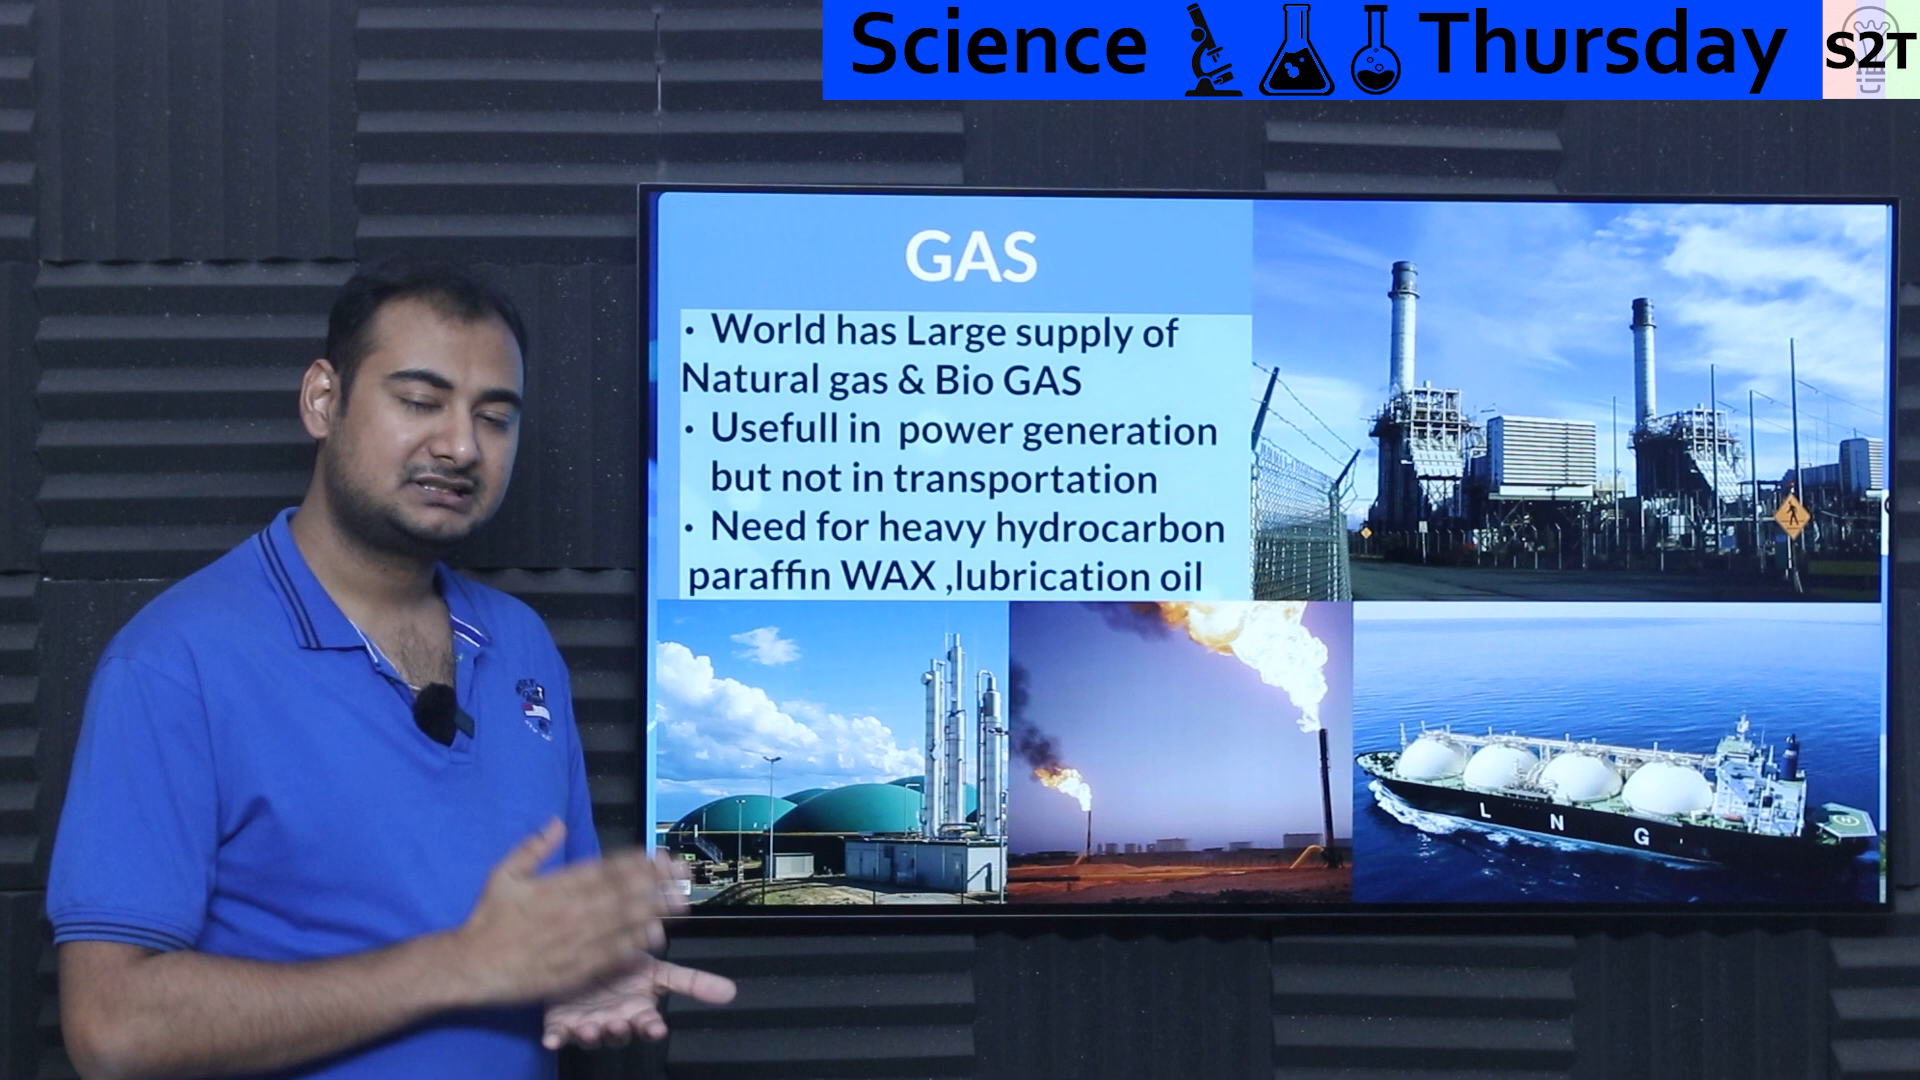 Science Thursday
S2T
GAS
• World has Large supply of
Natural gas & Bio GAS
• Usefull in power generation
but not in transportation
• Need for heavy hydrocarbon
paraffin WAX ,lubrication oil
L N G